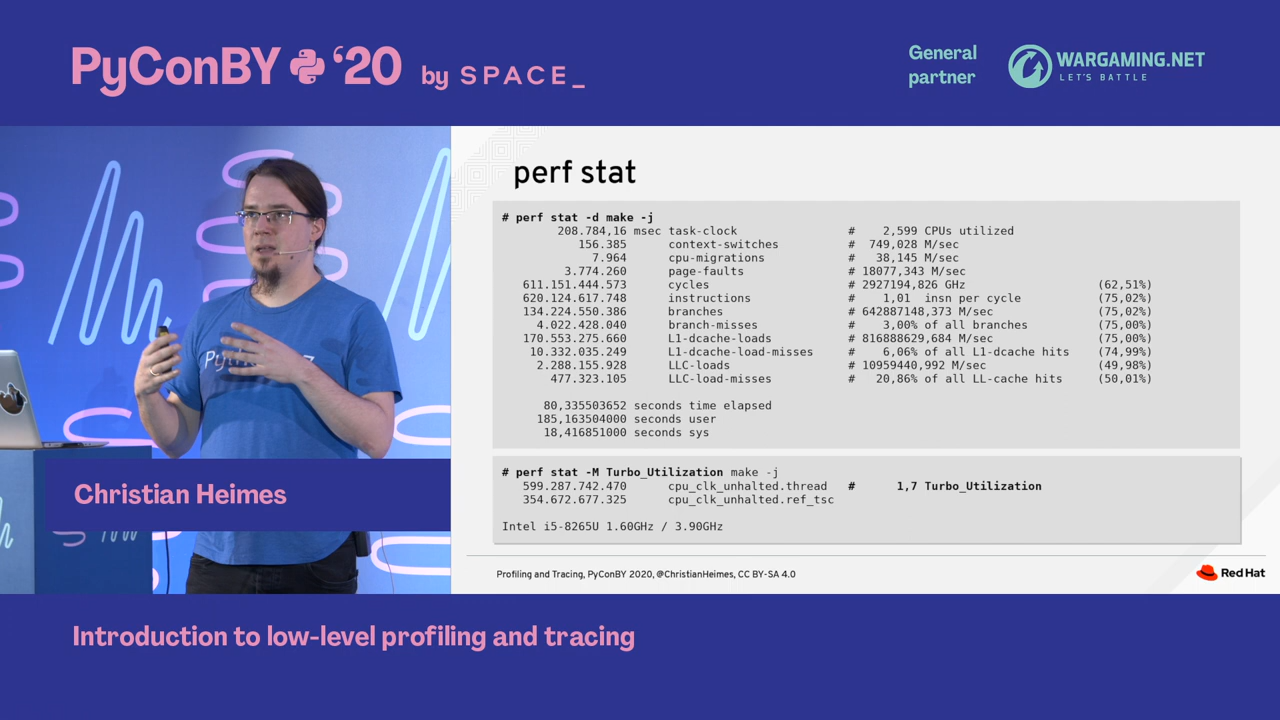 PyConBY '20 by SPACE_
General
partner
WARGAMING.NET
LET'S BATTLE
perf stat
# perf stat -d make -j
208.784,16 msec task-clock # 2,599 CPUs utilized
156.385 context-switches # 749,028 M/sec
7.964 cpu-migrations # 38,145 M/sec
3.774.260 page-faults # 18077,343 M/sec
611.151.444.573 cycles # 2927194,826 GHz (62,51%)
620.124.617.748 instructions # 1,01 insn per cycle (75,02%)
134.224.550.386 branches # 642887148,373 M/sec (75,02%)
4.022.428.040 branch-misses # 3,00% of all branches (75,00%)
170.553.275.660 L1-dcache-loads # 816888629,684 M/sec (75,00%)
10.332.035.249 L1-dcache-load-misses # 6,06% of all L1-dcache hits (74,99%)
2.288.155.928 LLC-loads # 10959440,992 M/sec (49,98%)
477.323.105 LLC-load-misses # 20,86% of all LL-cache hits (50,01%)
80,335503652 seconds time elapsed
185,163504000 seconds user
18,416851000 seconds sys
# perf stat -M Turbo_Utilization make -j
599.287.742.470 cpu_clk_unhalted.thread # 1,7 Turbo_Utilization
354.672.677.325 cpu_clk_unhalted.ref_tsc
Intel i5-8265U 1.60GHz / 3.90GHz
Profiling and Tracing, PyConBY 2020, @ChristianHeimes, CC BY-SA 4.0
Red Hat
Christian Heimes
Introduction to low-level profiling and tracing